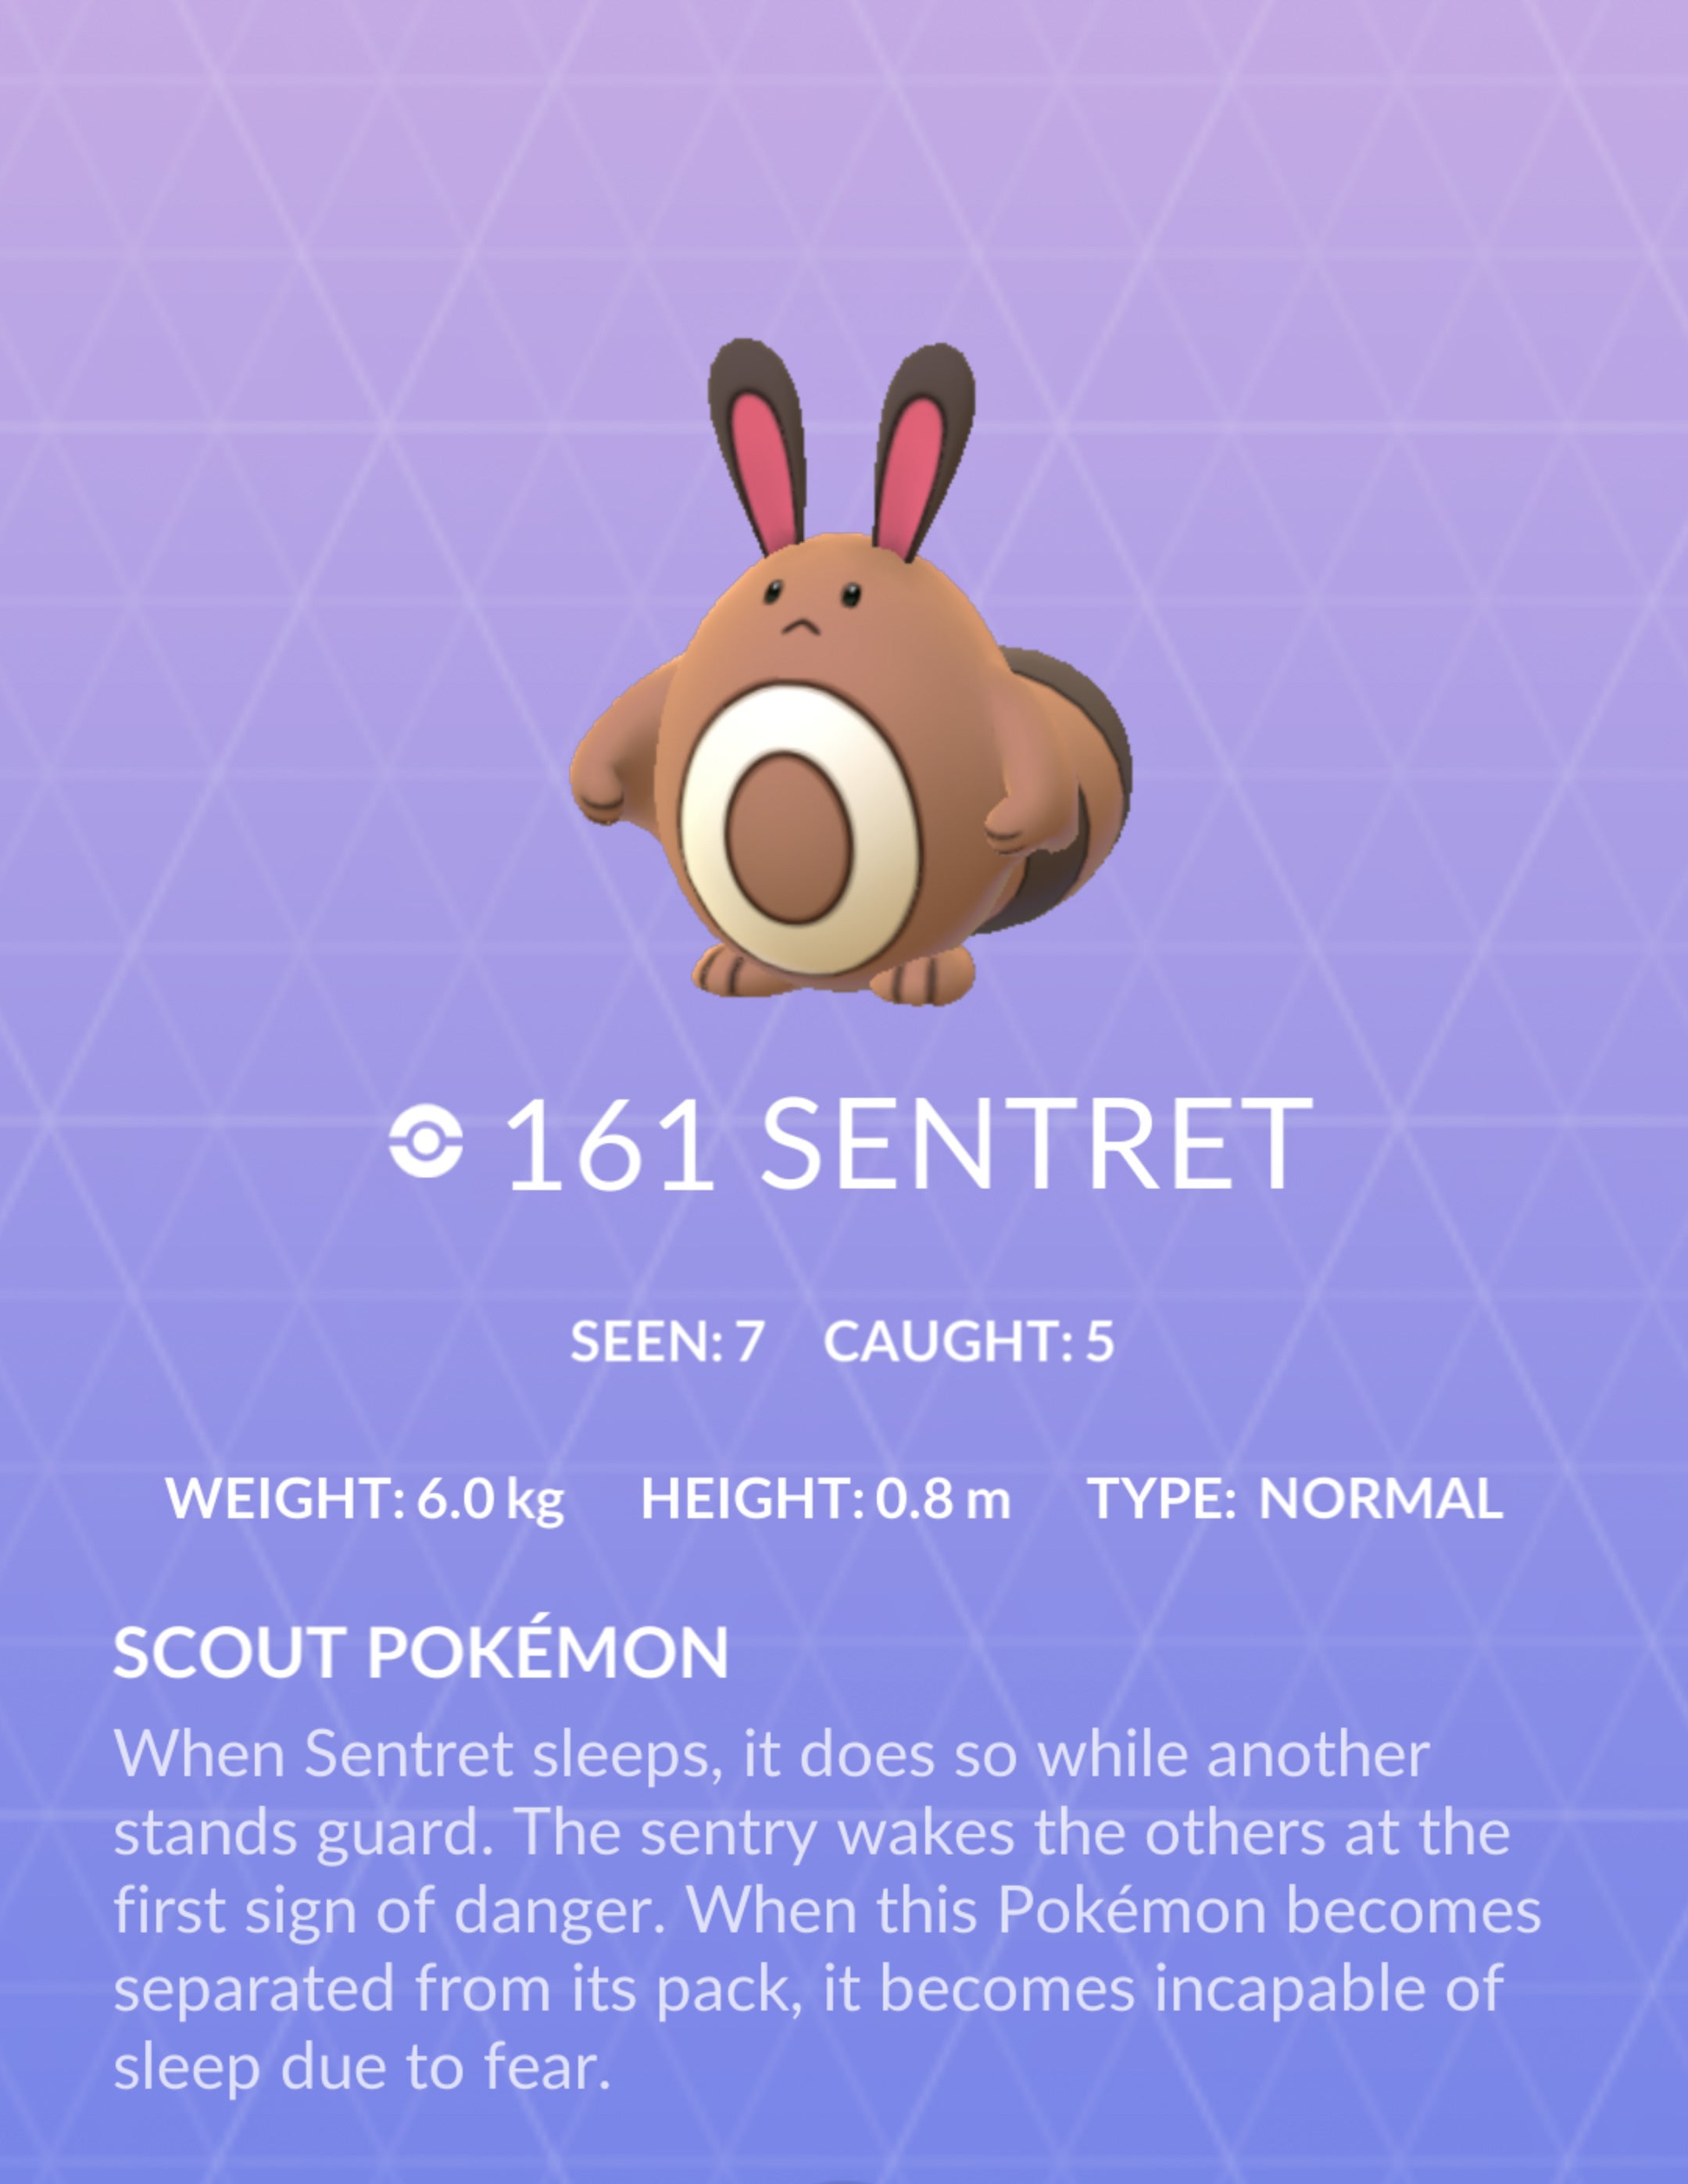 161 SENTRET
SEEN: 7 CAUGHT: 5
WEIGHT: 6.0 kg HEIGHT: 0.8 m TYPE: NORMAL
SCOUT POKÉMON
When Sentret sleeps, it does so while another
stands guard. The sentry wakes the others at the
first sign of danger. When this Pokémon becomes
separated from its pack, it becomes incapable of
sleep due to fear.